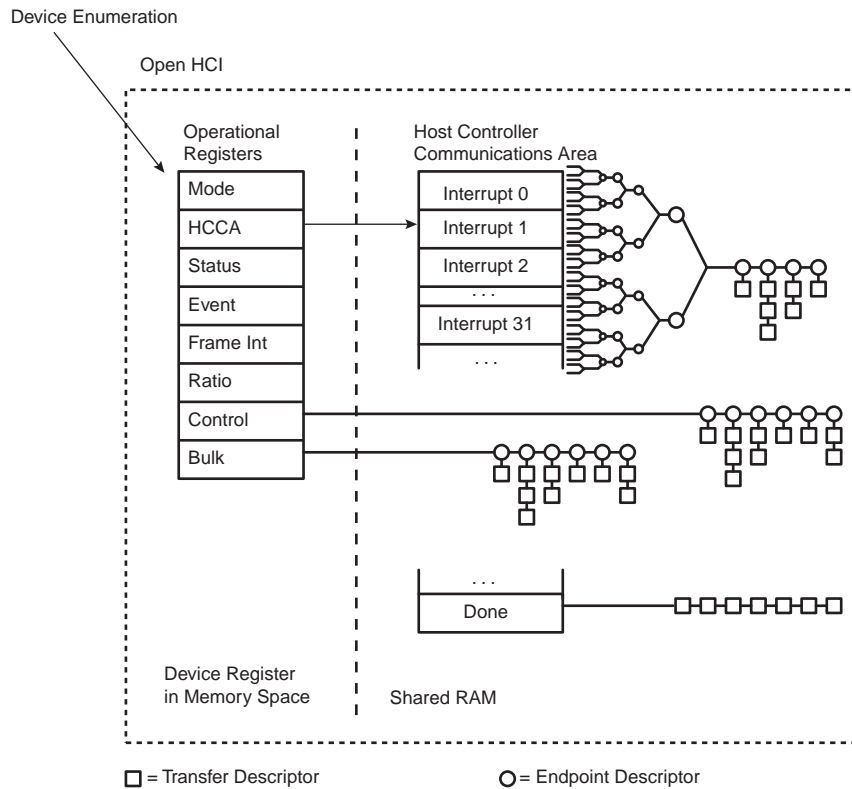 Device Enumeration
Open HCI
Operational
Registers
Mode
HCCA
Status
Event
Frame Int
Ratio
Control
Bulk
Host Controller
Communications Area
Interrupt 0
Interrupt 1
Interrupt 2
. . .
Interrupt 31
. . .
. . .
Done
Device Register
in Memory Space
Shared RAM
= Transfer Descriptor
= Endpoint Descriptor